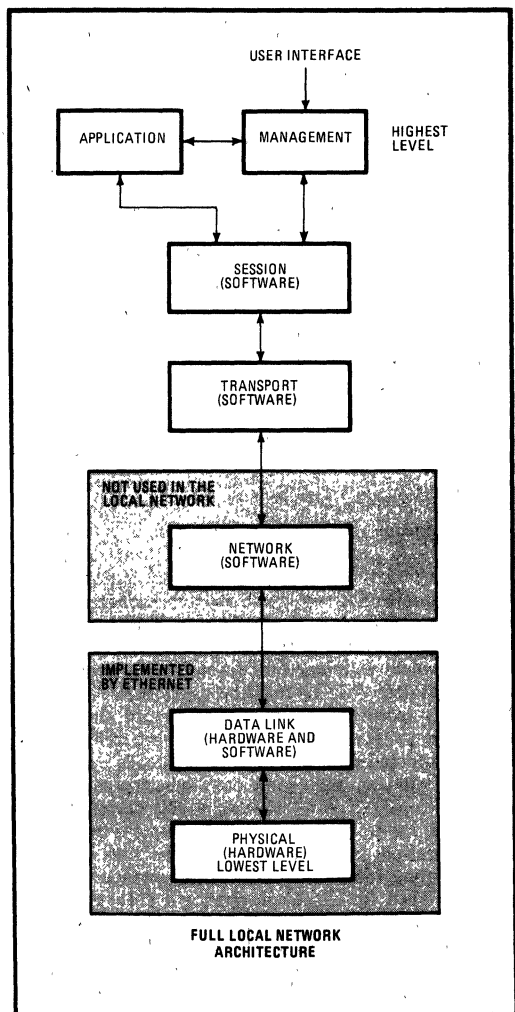 USER INTERFACE
APPLICATION
MANAGEMENT
HIGHEST
LEVEL
SESSION
(SOFTWARE)
TRANSPORT
(SOFTWARE)
NOT USED IN THE
LOCAL NETWORK
NETWORK
(SOFTWARE)
IMPLEMENTED
BY ETHERNET
DATA LINK
(HARDWARE AND
SOFTWARE)
PHYSICAL
(HARDWARE)
LOWEST LEVEL
FULL LOCAL NETWORK
ARCHITECTURE